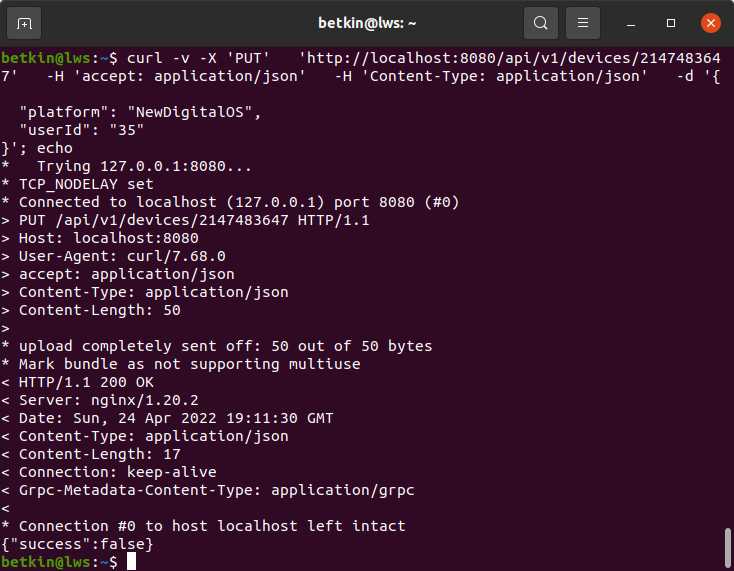 betkin@lws: ~
betkin@lws:~$ curl -v -X 'PUT'   'http://localhost:8080/api/v1/devices/214748364
7'   -H 'accept: application/json'   -H 'Content-Type: application/json'   -d '{
  "platform": "NewDigitalOS",
  "userId": "35"
}'; echo
*   Trying 127.0.0.1:8080...
* TCP_NODELAY set
* Connected to localhost (127.0.0.1) port 8080 (#0)
> PUT /api/v1/devices/2147483647 HTTP/1.1
> Host: localhost:8080
> User-Agent: curl/7.68.0
> accept: application/json
> Content-Type: application/json
> Content-Length: 50
>
* upload completely sent off: 50 out of 50 bytes
* Mark bundle as not supporting multiuse
< HTTP/1.1 200 OK
< Server: nginx/1.20.2
< Date: Sun, 24 Apr 2022 19:11:30 GMT
< Content-Type: application/json
< Content-Length: 17
< Connection: keep-alive
< Grpc-Metadata-Content-Type: application/grpc
<
* Connection #0 to host localhost left intact
{"success":false}
betkin@lws:~$